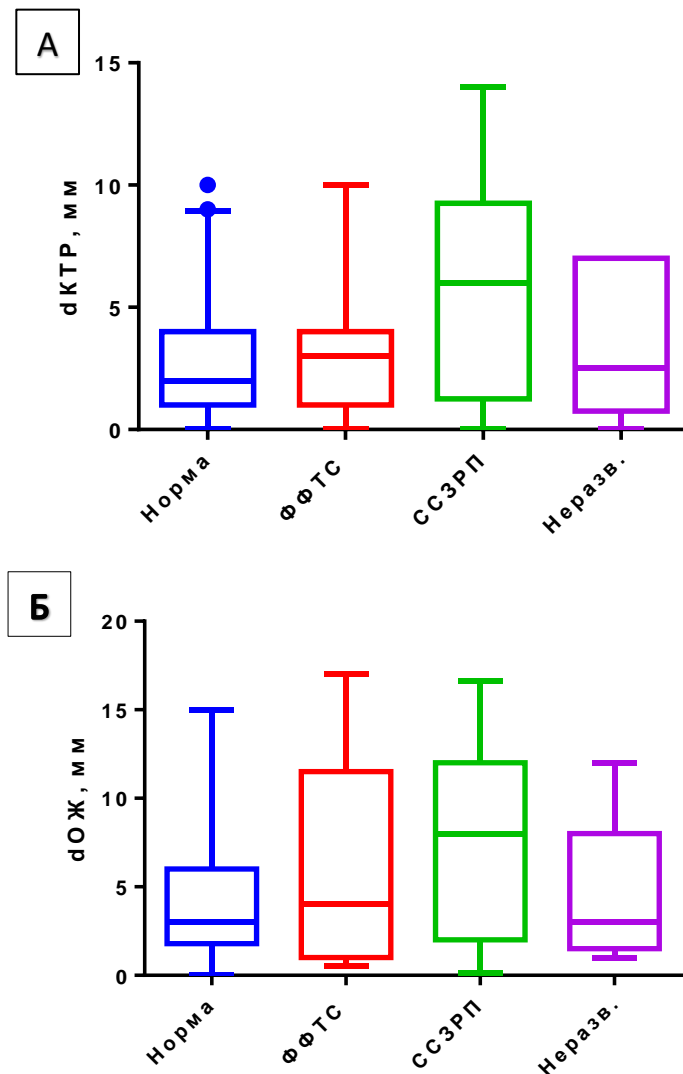 А
dКТР, мм
15
10
5
0
Норма
ФФТС
ССЗРП
Неразв.
Б
dОЖ, мм
20
15
10
5
0
Норма
ФФТС
ССЗРП
Неразв.